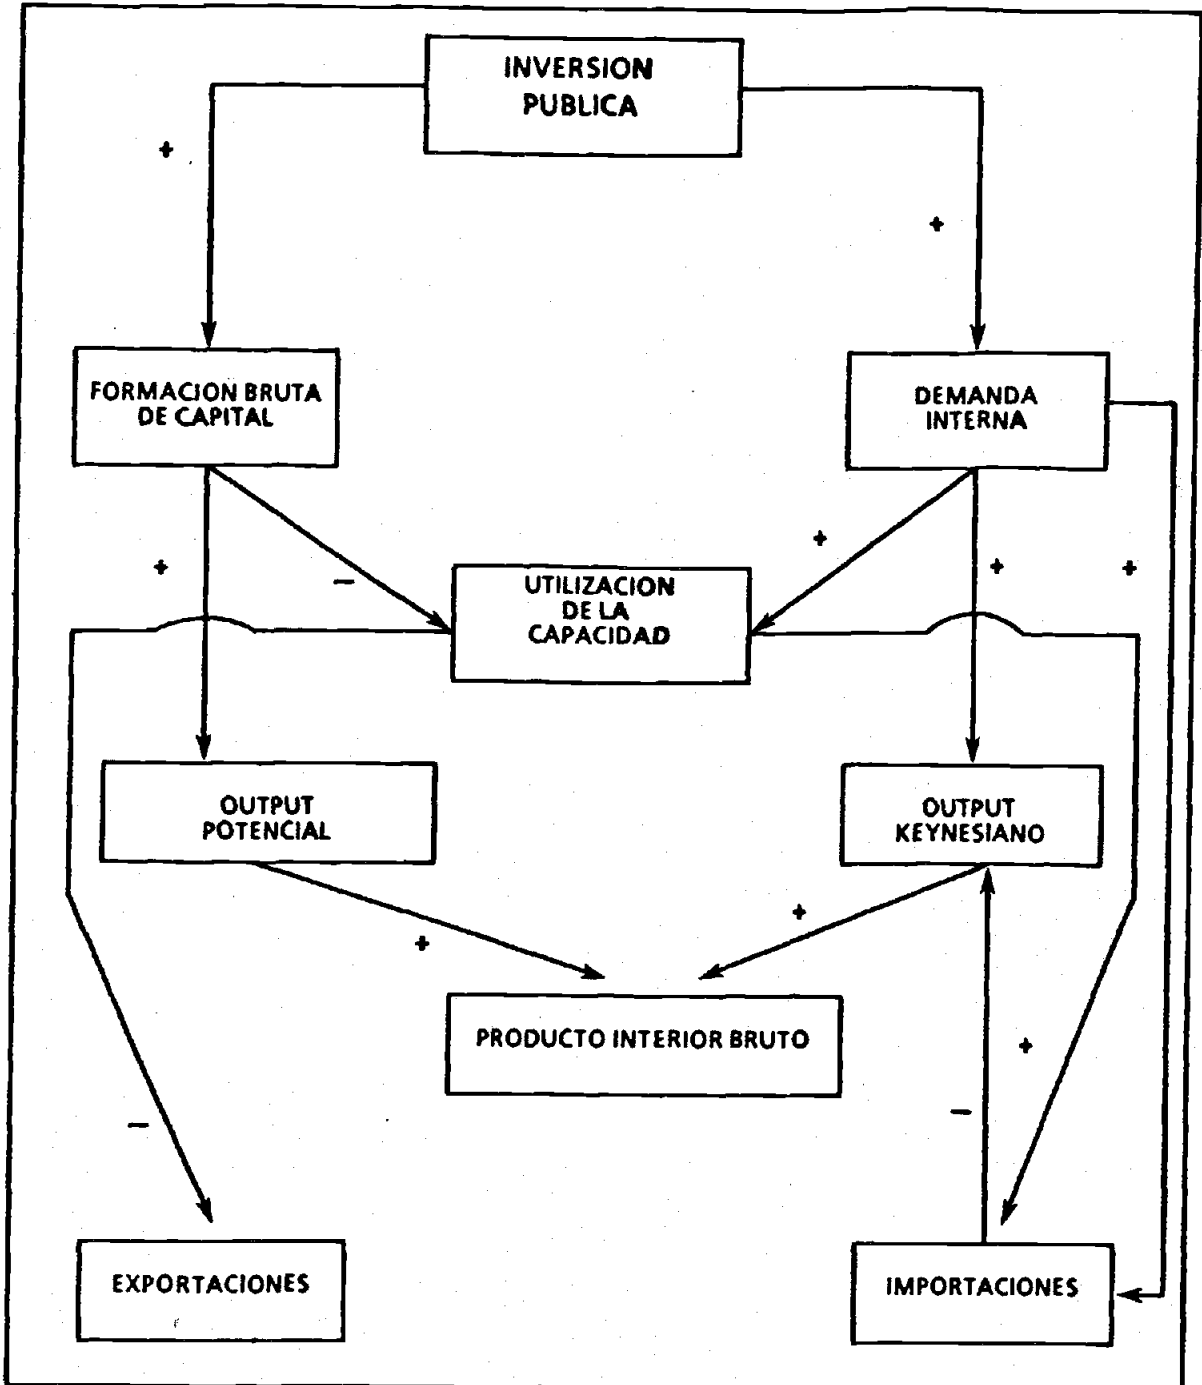 INVERSION
PUBLICA
+
+
FORMACION BRUTA
DE CAPITAL
DEMANDA
INTERNA
+
−
+
+
+
UTILIZACION
DE LA
CAPACIDAD
OUTPUT
POTENCIAL
OUTPUT
KEYNESIANO
+
+
PRODUCTO INTERIOR BRUTO
+
−
−
EXPORTACIONES
IMPORTACIONES